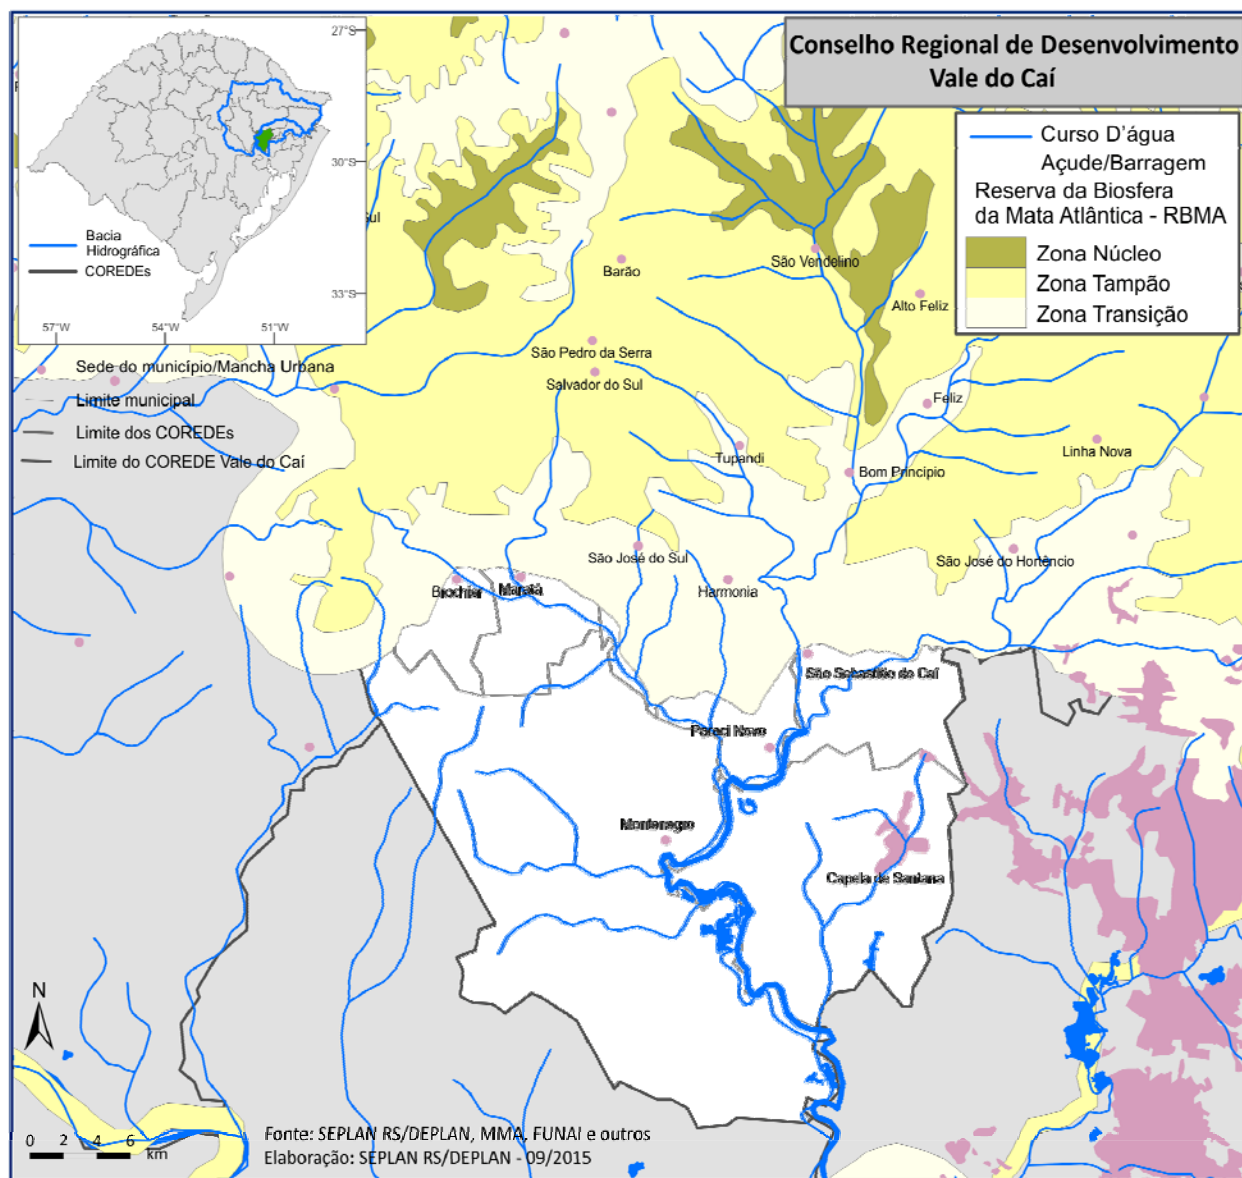 Conselho Regional de Desenvolvimento
Vale do Caí
27°S
30°S
33°S
57°W
54°W
51°W
Bacia
Hidrográfica
COREDEs
Curso D'água
Açude/Barragem
Reserva da Biosfera
da Mata Atlântica - RBMA
Zona Núcleo
Zona Tampão
Zona Transição
Sede do município/Mancha Urbana
Limite municipal
Limite dos COREDEs
Limite do COREDE Vale do Caí
ul
Barão
São Vendelino
Alto Feliz
São Pedro da Serra
Salvador do Sul
Feliz
Tupandi
Bom Principio
Linha Nova
São José do Sul
São José do Hortêncio
Brochier
Maratá
Harmonia
São Sebastião do Caí
Pareci Novo
Montenegro
Capela de Santana
N
0 2 4 6
km
Fonte: SEPLAN RS/DEPLAN, MMA, FUNAI e outros
Elaboração: SEPLAN RS/DEPLAN - 09/2015